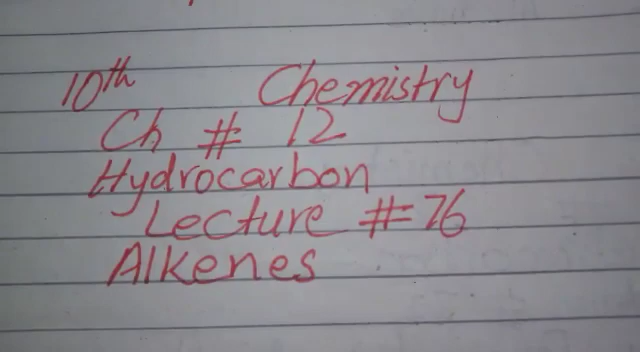 10th Chemistry
Ch # 12
Hydrocarbon
Lecture # 76
Alkenes